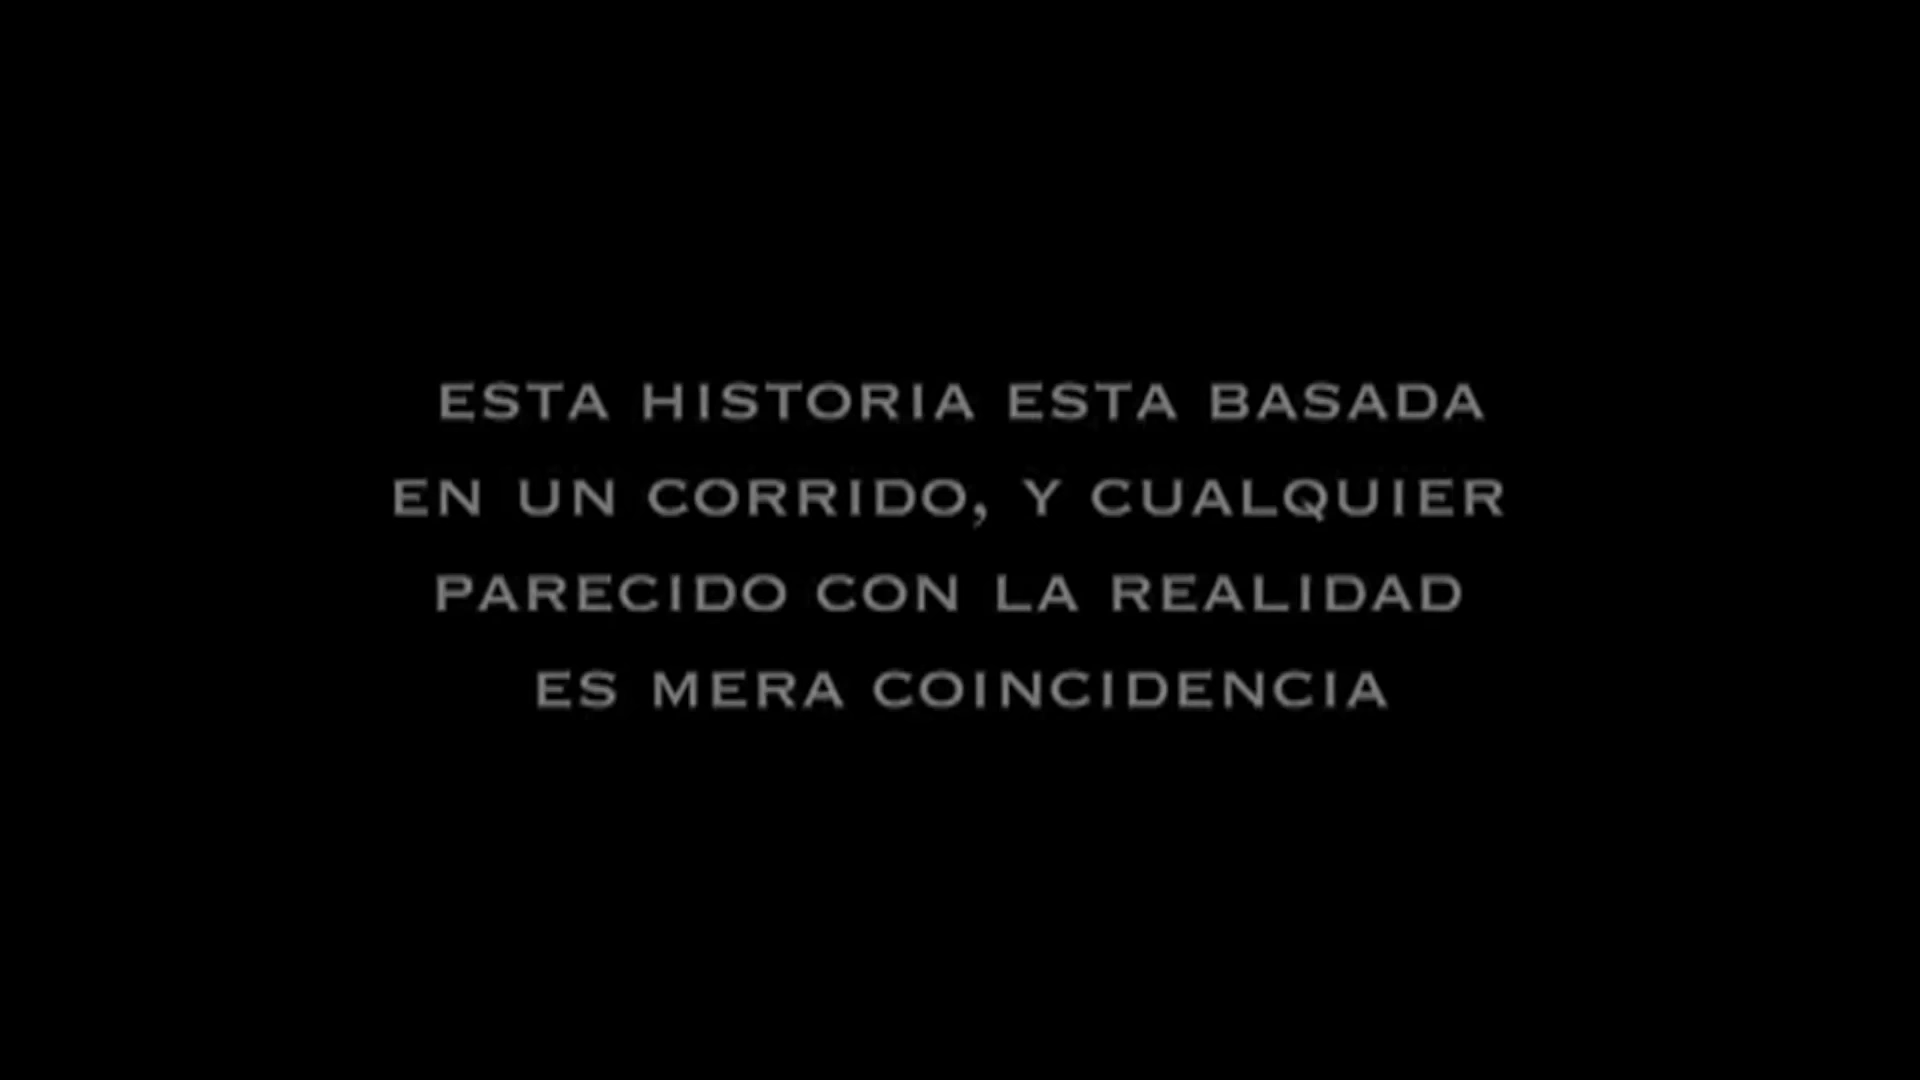 ESTA HISTORIA ESTA BASADA
EN UN CORRIDO, Y CUALQUIER
PARECIDO CON LA REALIDAD
ES MERA COINCIDENCIA